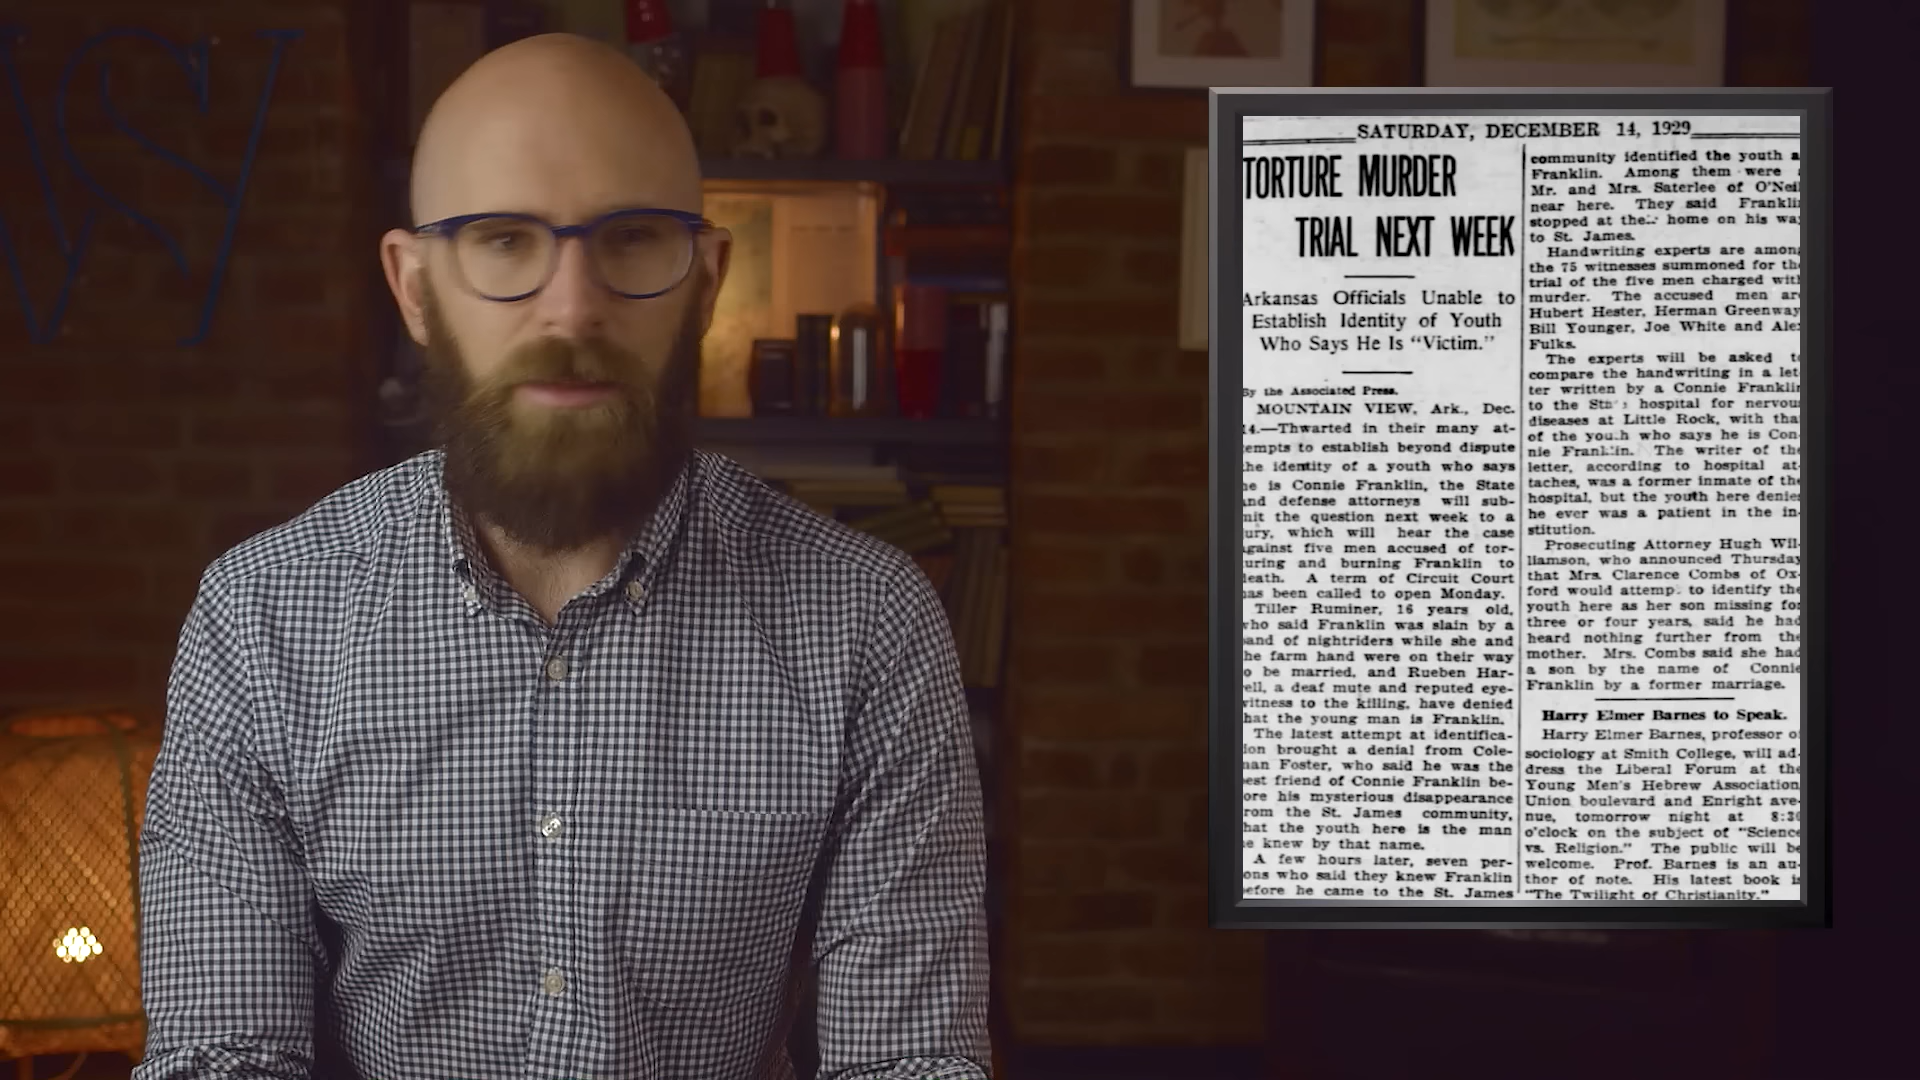 SATURDAY, DECEMBER 14, 1929
TORTURE MURDER
TRIAL NEXT WEEK
Arkansas Officials Unable to
Establish Identity of Youth
Who Says He Is "Victim."
By the Associated Press.
MOUNTAIN VIEW, Ark., Dec.
14.—Thwarted in their many at-
empts to establish beyond dispute
he identity of a youth who says
he is Connie Franklin, the State
and defense attorneys will sub-
mit the question next week to a
jury, which will hear the case
against five men accused of tor-
turing and burning Franklin to
death. A term of Circuit Court
has been called to open Monday.
Tiller Ruminer, 16 years old,
who said Franklin was slain by a
band of nightriders while she and
the farm hand were on their way
to be married, and Rueben Har-
rell, a deaf mute and reputed eye-
witness to the killing, have denied
that the young man is Franklin.
The latest attempt at identifica-
tion brought a denial from Cole-
man Foster, who said he was the
best friend of Connie Franklin be-
fore his mysterious disappearance
from the St. James community,
that the youth here is the man
he knew by that name.
A few hours later, seven per-
sons who said they knew Franklin
before he came to the St. James
community identified the youth a
Franklin. Among them were
Mr. and Mrs. Saterlee of O'Neil
near here. They said Franklin
stopped at their home on his way
to St. James.
Handwriting experts are among
the 75 witnesses summoned for the
trial of the five men charged with
murder. The accused men are
Hubert Hester, Herman Greenway
Bill Younger, Joe White and Alex
Fulks.
The experts will be asked to
compare the handwriting in a let-
ter written by a Connie Franklin
to the State hospital for nervous
diseases at Little Rock, with that
of the youth who says he is Con-
nie Franklin. The writer of the
letter, according to hospital at-
taches, was a former inmate of the
hospital, but the youth here denies
he ever was a patient in the in-
stitution.
Prosecuting Attorney Hugh Wil-
liamson, who announced Thursday
that Mrs. Clarence Combs of Ox-
ford would attempt to identify the
youth here as her son missing for
three or four years, said he had
heard nothing further from the
mother. Mrs. Combs said she had
a son by the name of Connie
Franklin by a former marriage.
Harry Elmer Barnes to Speak.
Harry Elmer Barnes, professor of
sociology at Smith College, will ad-
dress the Liberal Forum at the
Young Men's Hebrew Association
Union boulevard and Enright ave-
nue, tomorrow night at 8:30
o'clock on the subject of "Science
vs. Religion." The public will be
welcome. Prof. Barnes is an au-
thor of note. His latest book is
"The Twilight of Christianity."